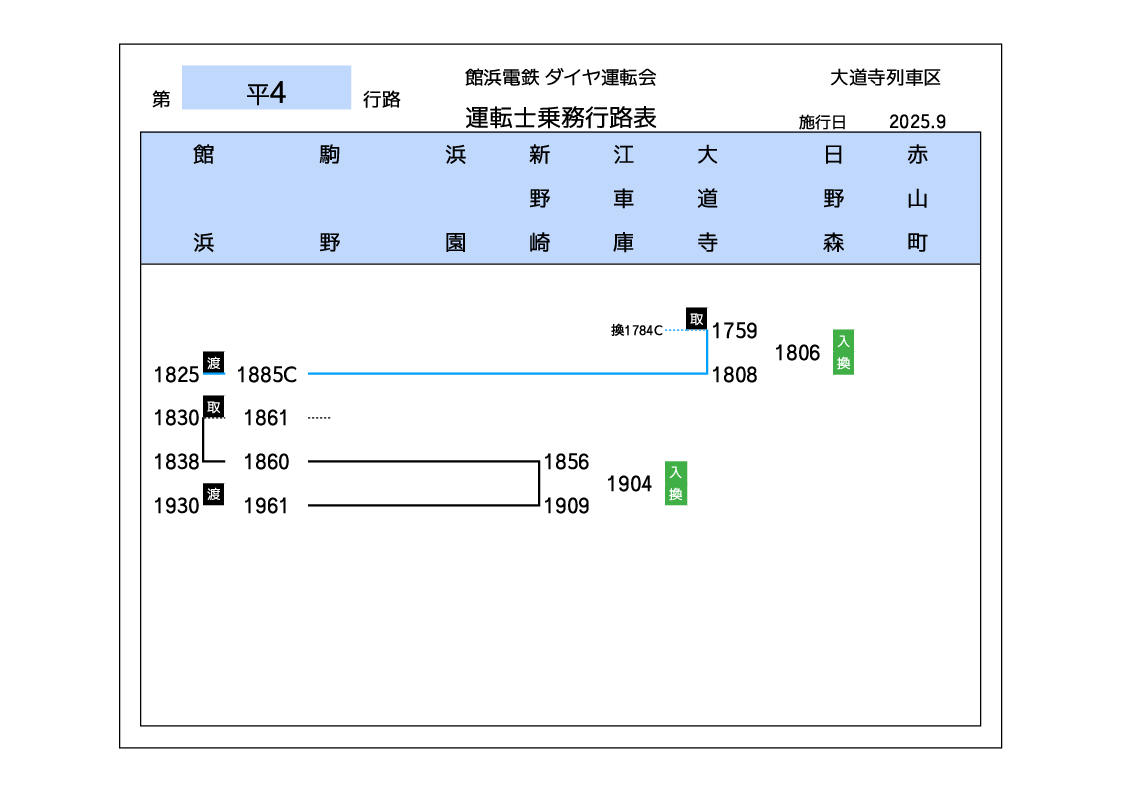 館浜電鉄 ダイヤ運転会
大道寺列車区
第 平4 行路
運転士乗務行路表
施行日 2025.9
館浜
駒野
浜園
新野崎
江車庫
大道寺
日野森
赤山町
換1784C 取 1759
1806 入換
1825 渡 1885C 1808
1830 取 1861
1838 1860 1856
1904 入換
1930 渡 1961 1909